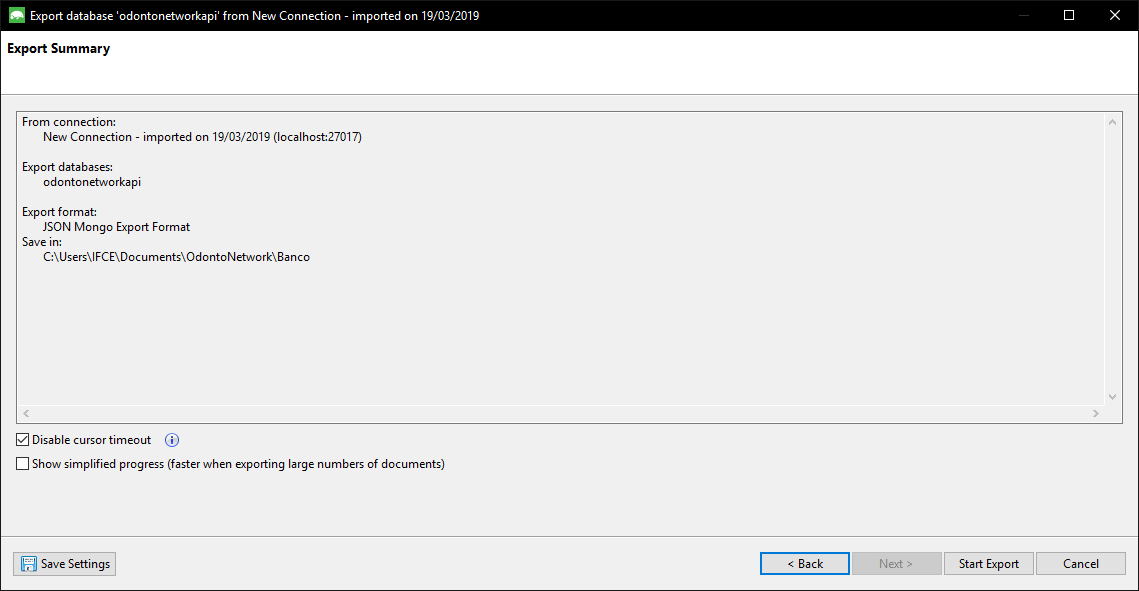 Export database 'odontonetworkapi' from New Connection - imported on 19/03/2019
Export Summary
From connection:
New Connection - imported on 19/03/2019 (localhost:27017)
Export databases:
odontonetworkapi
Export format:
JSON Mongo Export Format
Save in:
C:\Users\IFCE\Documents\OdontoNetwork\Banco
Disable cursor timeout
Show simplified progress (faster when exporting large numbers of documents)
Save Settings
< Back
Next >
Start Export
Cancel